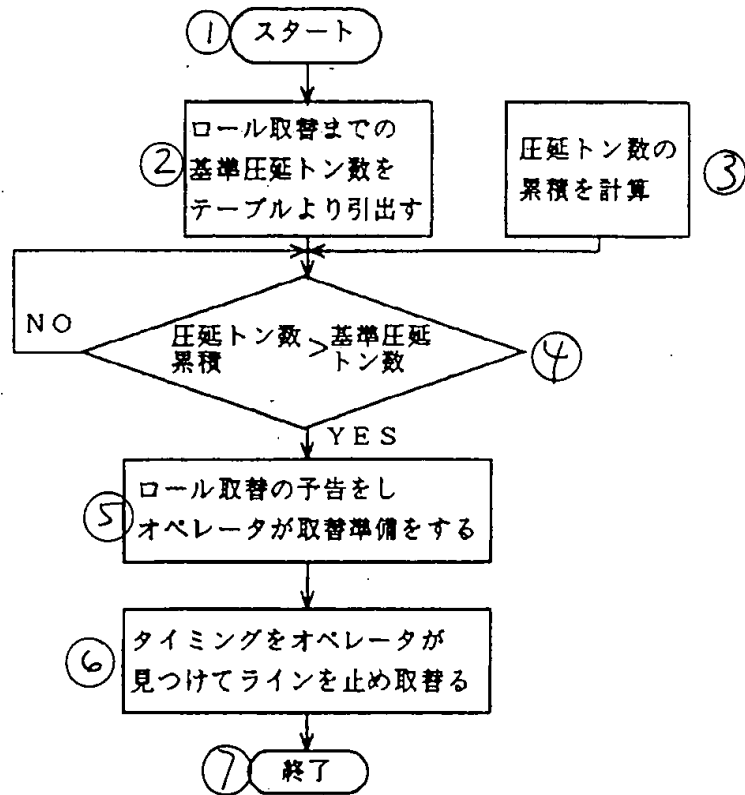 ① スタート
② ロール取替までの
基準圧延トン数を
テーブルより引出す
③ 圧延トン数の
累積を計算
NO
圧延トン数
累積
>
基準圧延
トン数
④
YES
⑤ ロール取替の予告をし
オペレータが取替準備をする
⑥ タイミングをオペレータが
見つけてラインを止め取替る
⑦ 終了